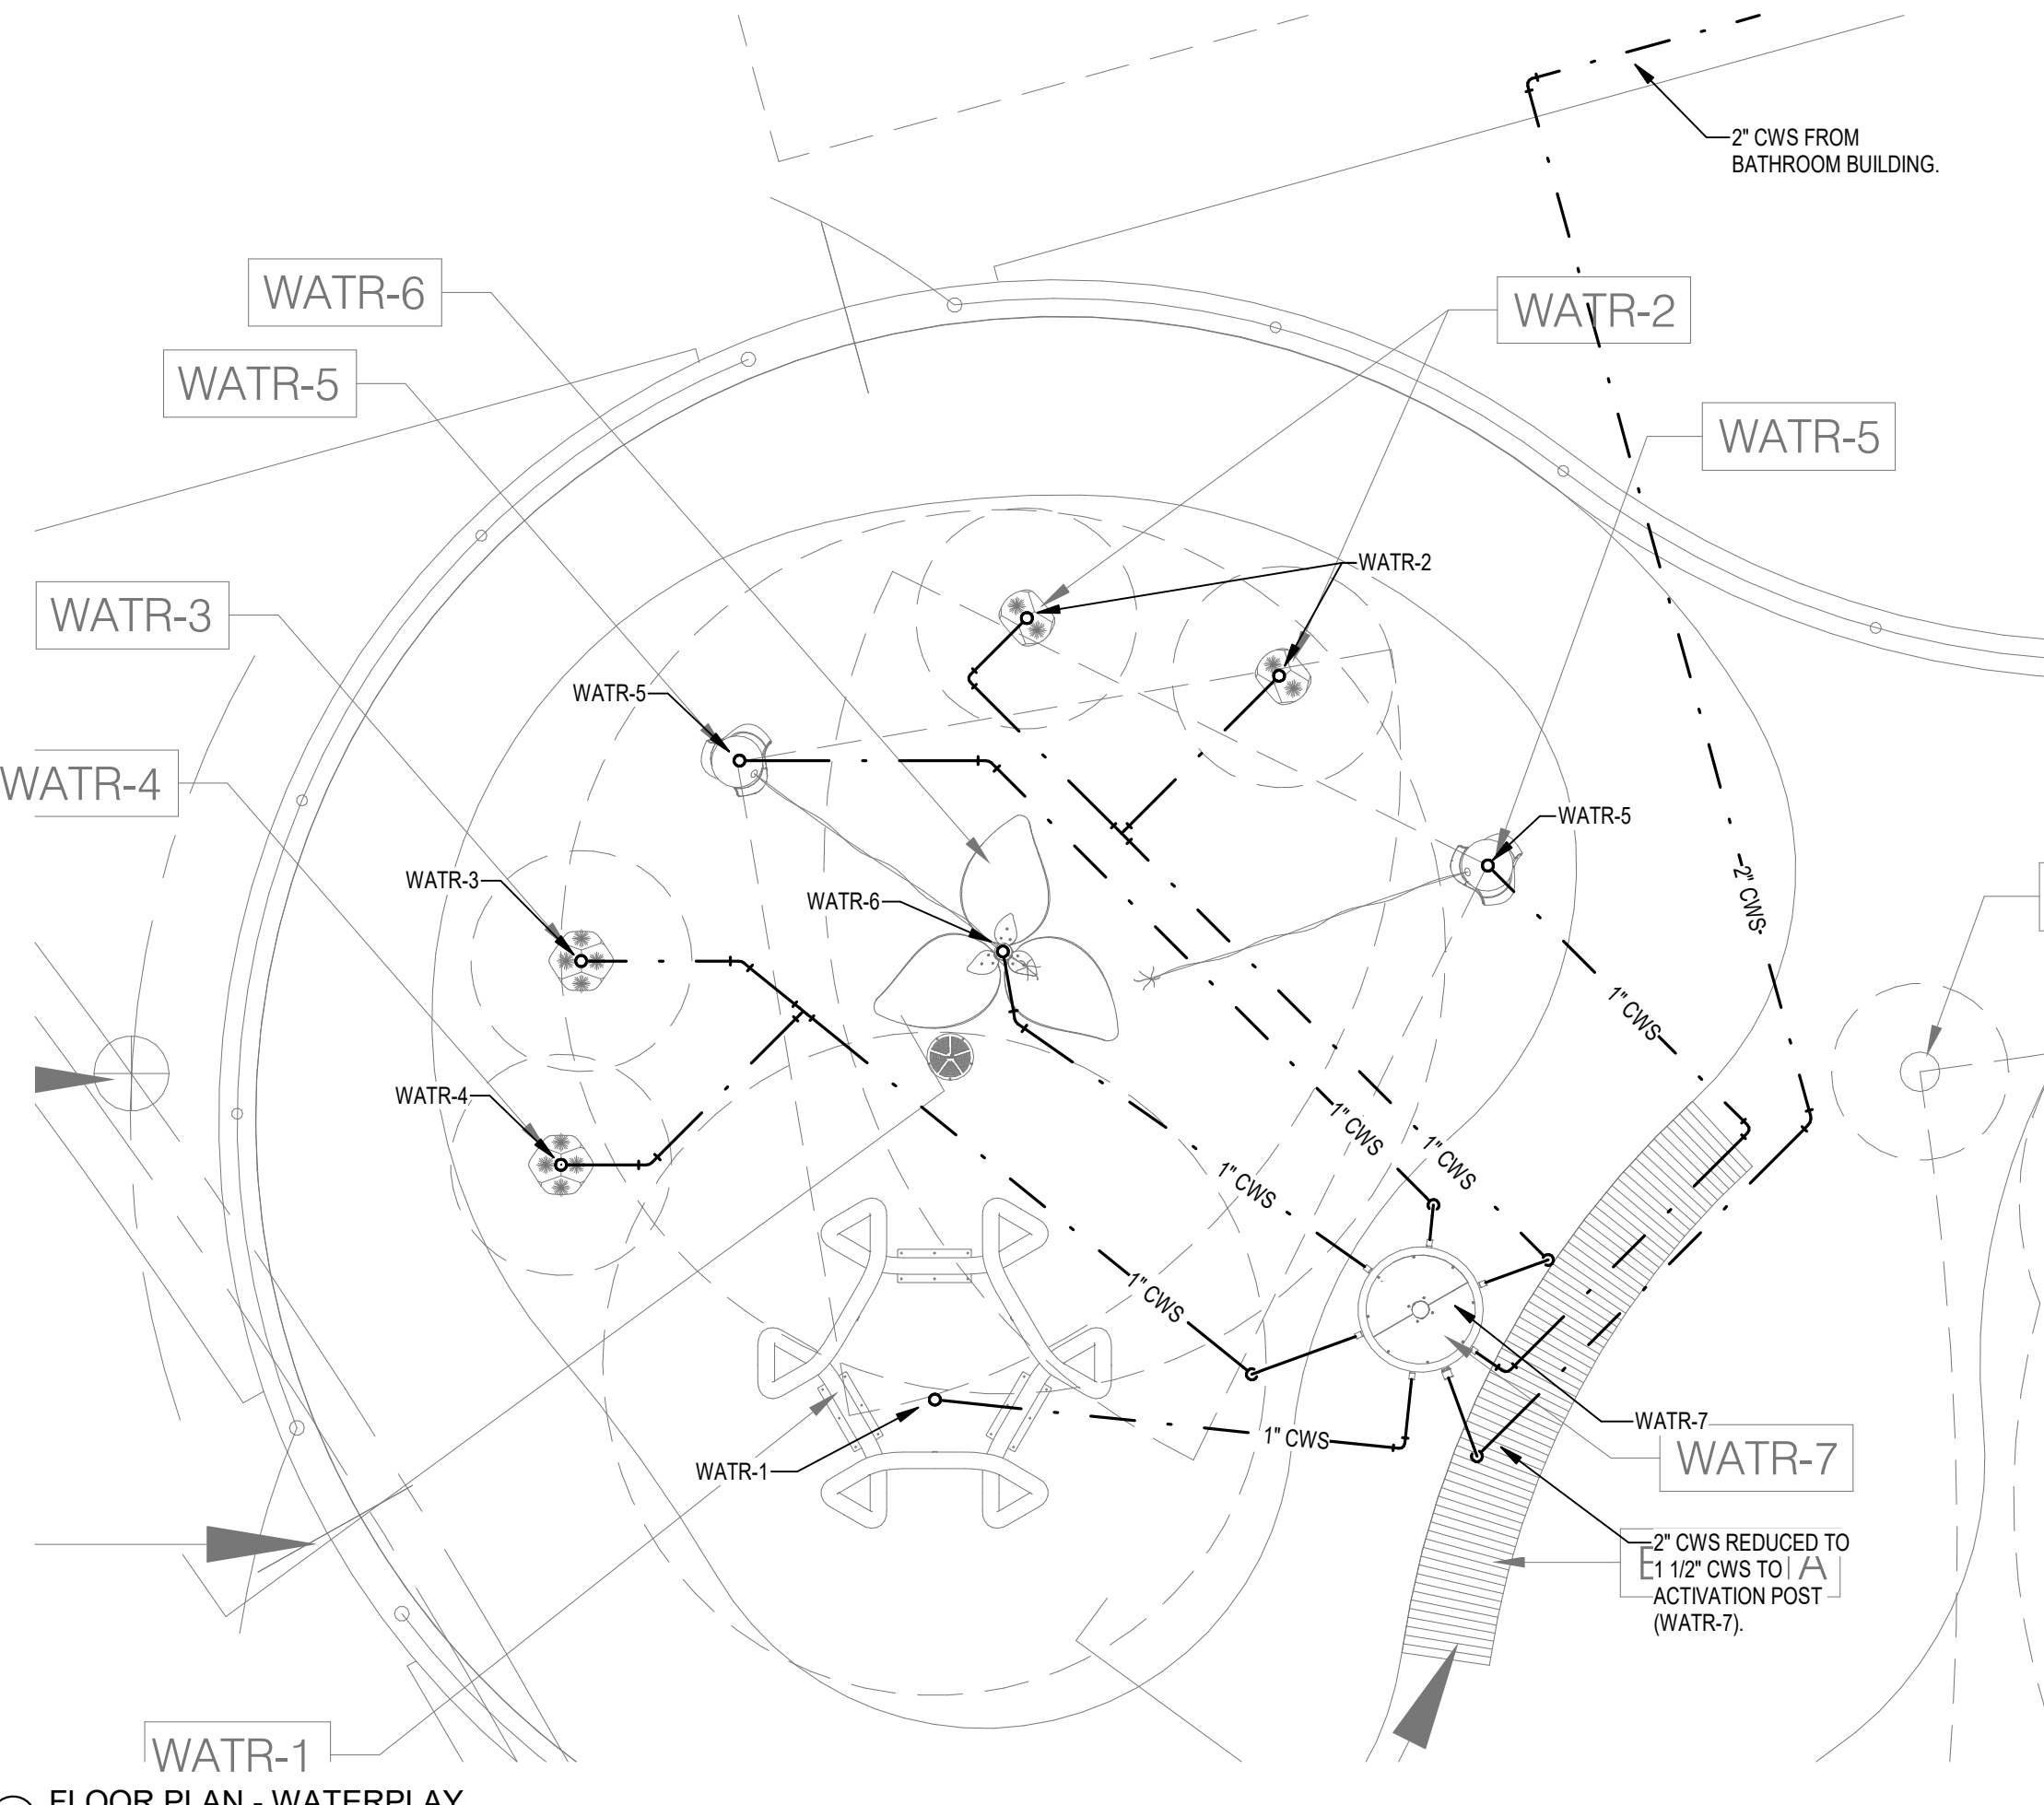 2" CWS FROM
BATHROOM BUILDING.
WATR-6
WATR-2
WATR-5
WATR-5
WATR-2
WATR-3
WATR-5
WATR-4
WATR-5
2" CWS
WATR-3
WATR-6
1" CWS
WATR-4
1" CWS
1" CWS
1" CWS
1" CWS
WATR-7
1" CWS
WATR-7
WATR-1
2" CWS REDUCED TO
1 1/2" CWS TO
ACTIVATION POST
(WATR-7).
WATR-1
FLOOR PLAN - WATERPLAY